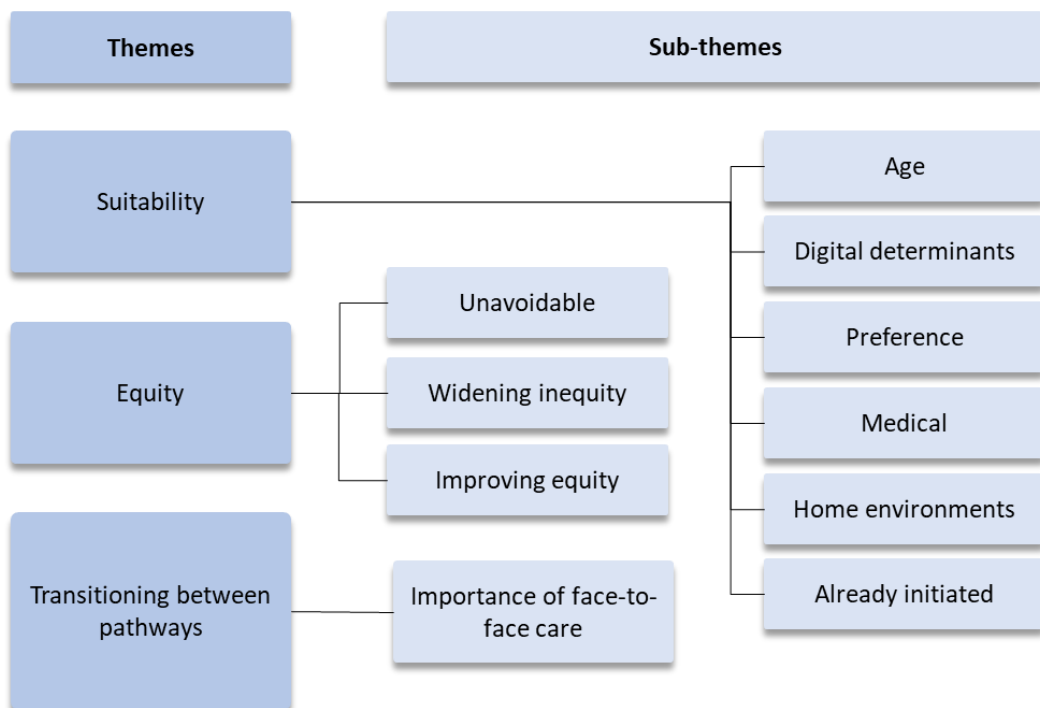 Themes
Sub-themes
Suitability
Age
Digital determinants
Preference
Medical
Home environments
Already initiated
Equity
Unavoidable
Widening inequity
Improving equity
Transitioning between
pathways
Importance of face-to-
face care